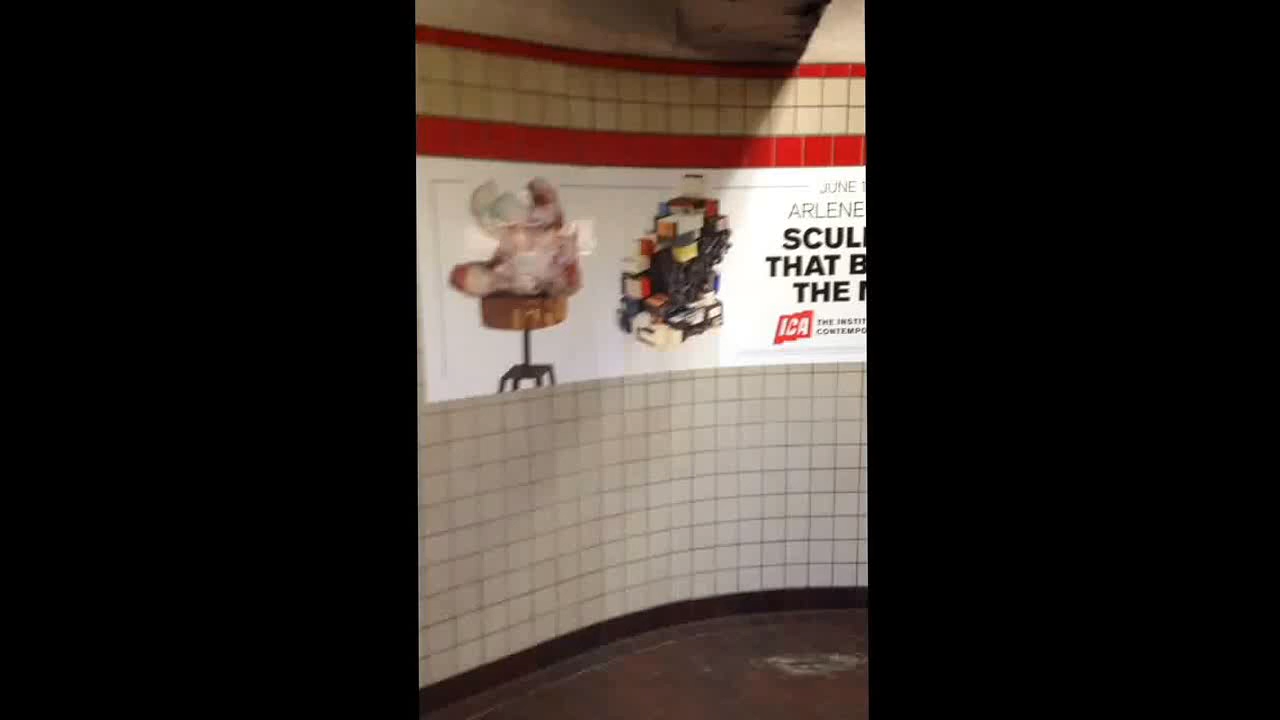 JUNE 1
ARLENE
SCUL
THAT B
THE
ICA THE INSTIT
CONTEMPO